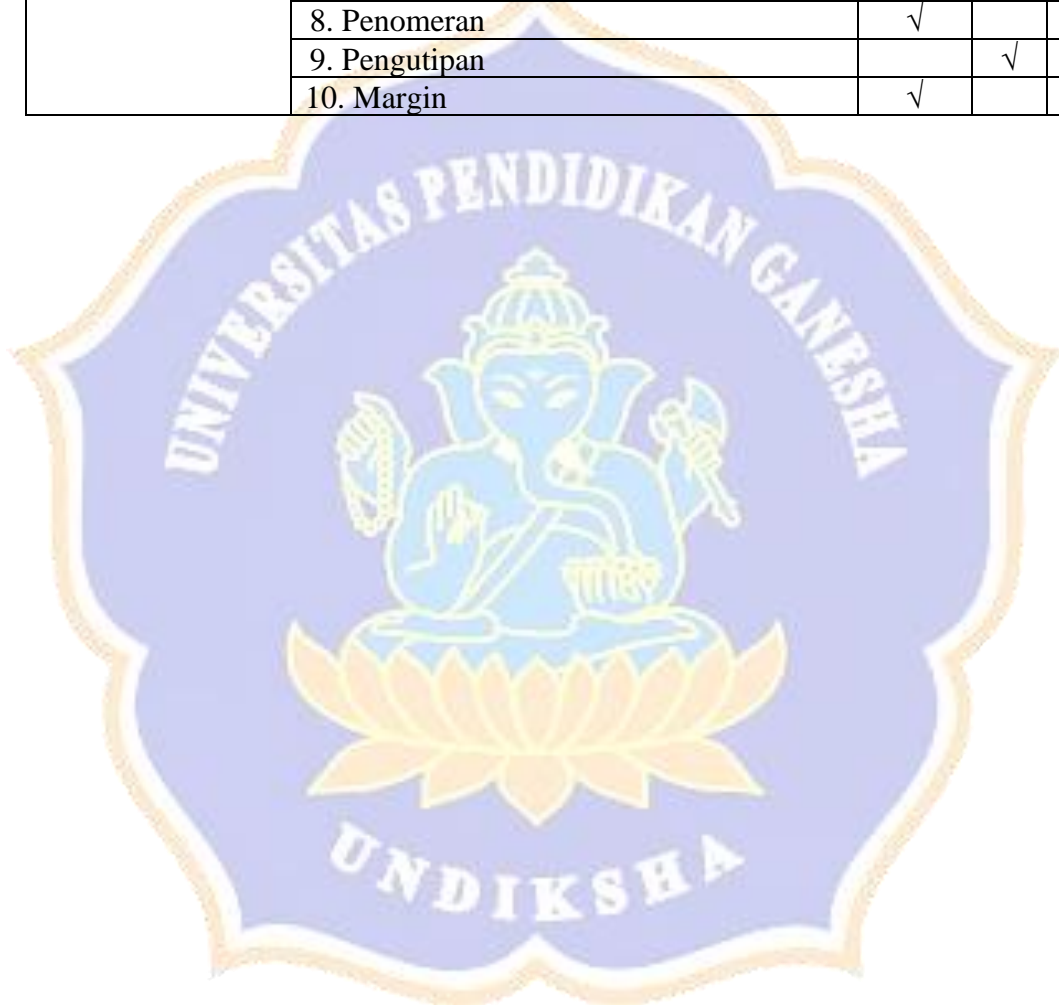 8. Penomeran √
9. Pengutipan √
10. Margin √
UNIVERSITAS PENDIDIKAN GANESHA
UNDIKSHA